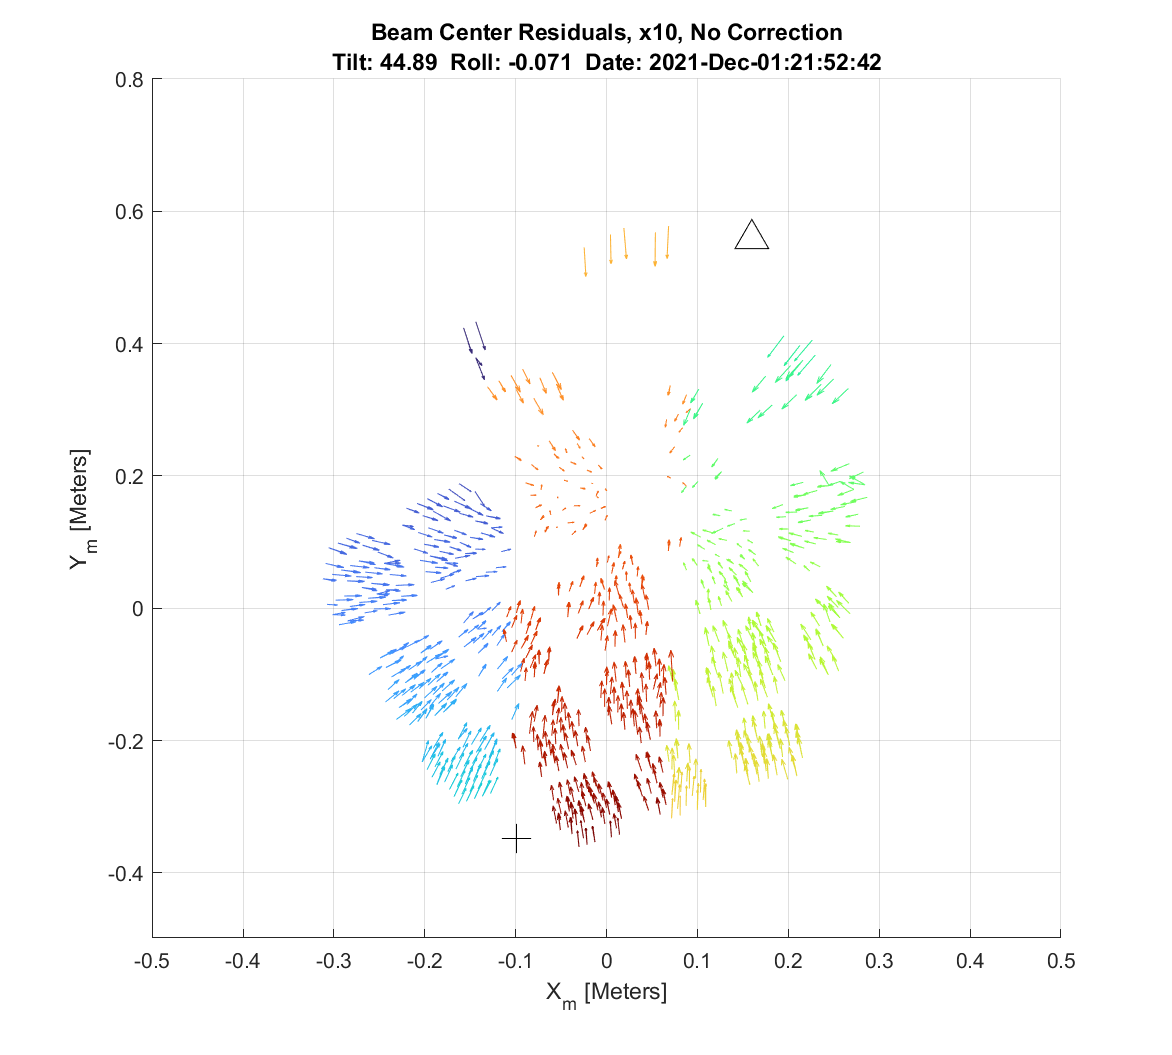 Beam Center Residuals, x10, No Correction
Tilt: 44.89 Roll: -0.071 Date: 2021-Dec-01:21:52:42
0.8
0.6
0.4
0.2
0
-0.2
-0.4
Y_m [Meters]
-0.5 -0.4 -0.3 -0.2 -0.1 0 0.1 0.2 0.3 0.4 0.5
X_m [Meters]